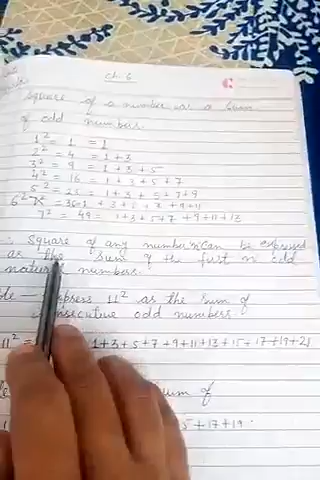 Ch. 6
Square of a number as a Sum
of odd numbers.
1² = 1 = 1
2² = 4 = 1+3
3² = 9 = 1+3+5
4² = 16 = 1+3+5+7
5² = 25 = 1+3+5+7+9
6² = 36 = 1+3+5+7+9+11
7² = 49 = 1+3+5+7+9+11+13
∴ Square of any number n can be expressed
as the sum of the first n odd
natural numbers.
Express 11² as the sum of
consecutive odd numbers.
11² = 1+3+5+7+9+11+13+15+17+19+21
sum of
5+17+19.